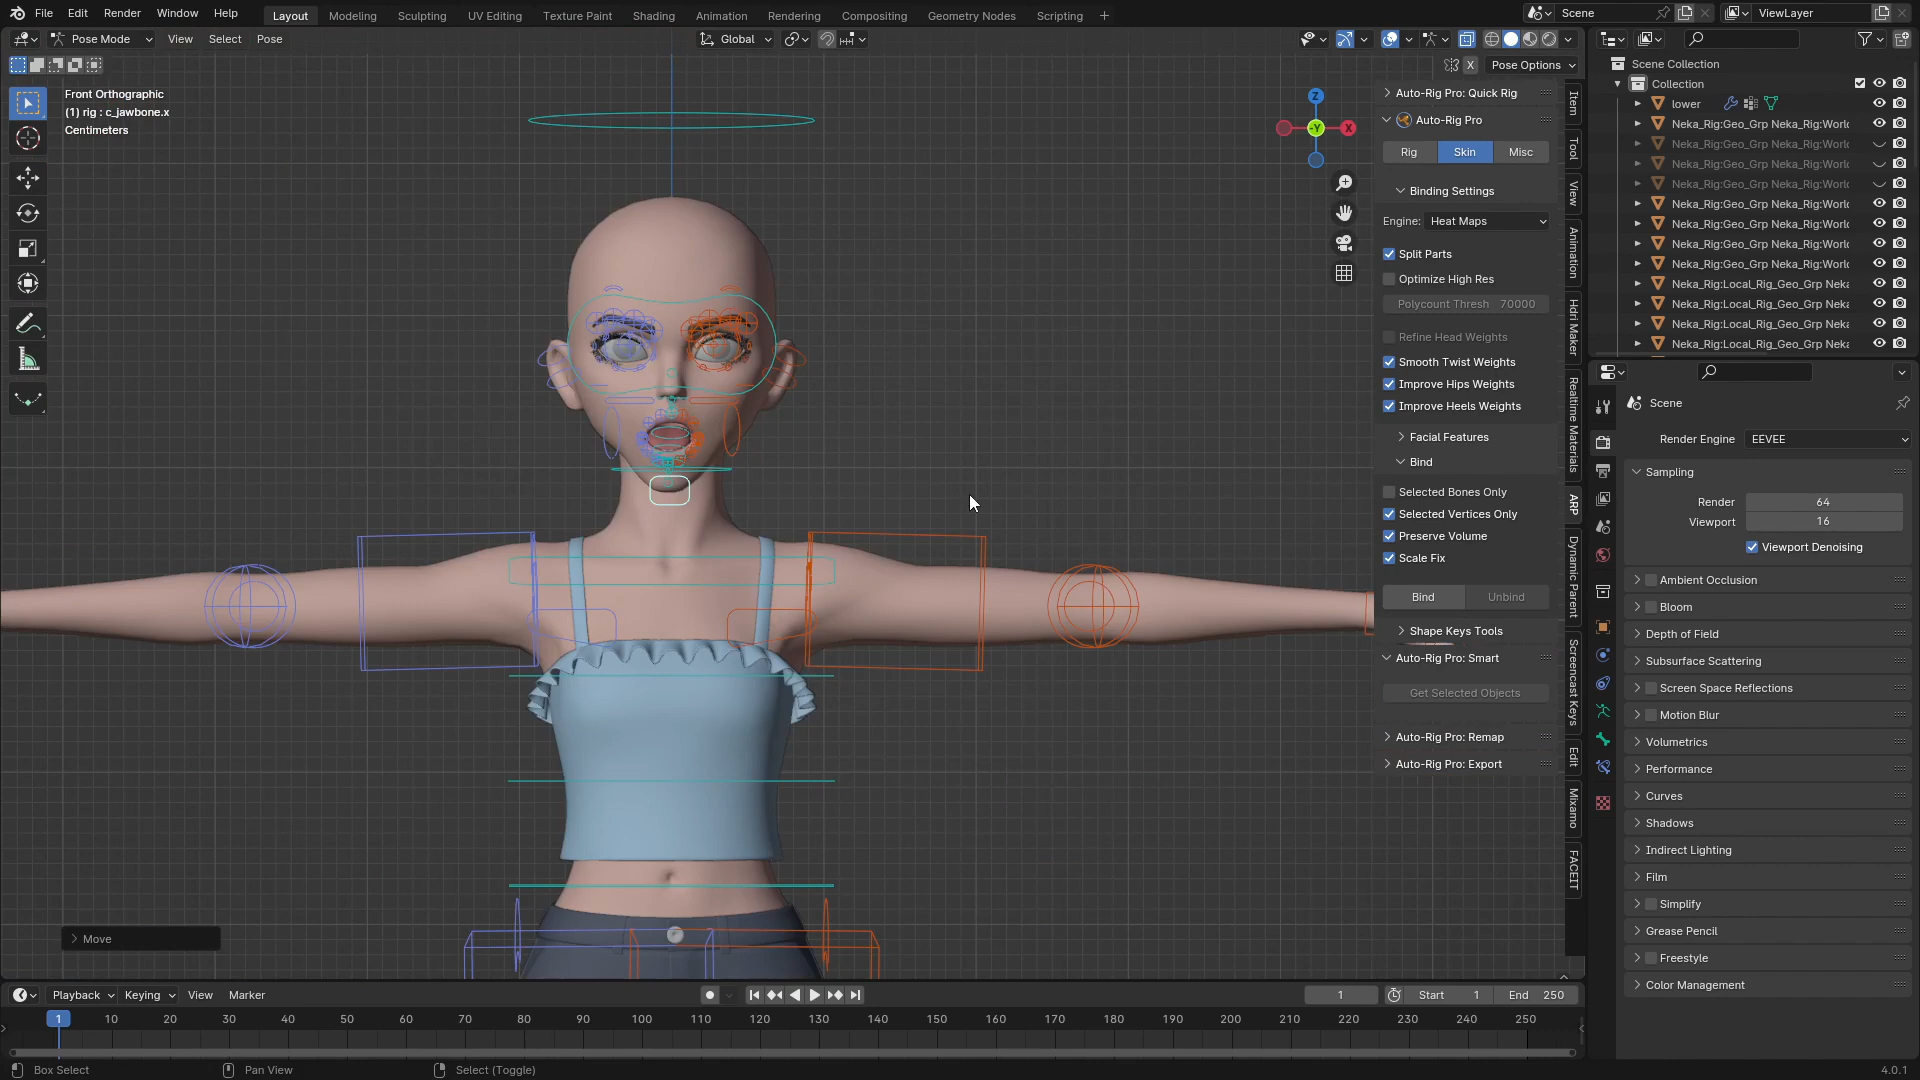 File Edit Render Window Help
Layout Modeling Sculpting UV Editing Texture Paint Shading Animation Rendering Compositing Geometry Nodes Scripting
Scene
ViewLayer
Pose Mode View Select Pose
Global
X Pose Options
Front Orthographic
(1) rig : c_jawbone.x
Centimeters
Z
-Y
X
Auto-Rig Pro: Quick Rig
Auto-Rig Pro
Rig Skin Misc
Binding Settings
Engine: Heat Maps
Split Parts
Optimize High Res
Polycount Thresh 70000
Refine Head Weights
Smooth Twist Weights
Improve Hips Weights
Improve Heels Weights
Facial Features
Bind
Selected Bones Only
Selected Vertices Only
Preserve Volume
Scale Fix
Bind Unbind
Shape Keys Tools
Auto-Rig Pro: Smart
Get Selected Objects
Auto-Rig Pro: Remap
Auto-Rig Pro: Export
Item
Tool
View
Animation
Hdri Maker
Realtime Materials
ARP
Dynamic Parent
Screencast Keys
Edit
Mixamo
FACEIT
Scene Collection
Collection
lower
Neka_Rig:Geo_Grp Neka_Rig:World
Neka_Rig:Geo_Grp Neka_Rig:World
Neka_Rig:Geo_Grp Neka_Rig:World
Neka_Rig:Geo_Grp Neka_Rig:World
Neka_Rig:Geo_Grp Neka_Rig:World
Neka_Rig:Geo_Grp Neka_Rig:World
Neka_Rig:Geo_Grp Neka_Rig:World
Neka_Rig:Geo_Grp Neka_Rig:World
Neka_Rig:Local_Rig_Geo_Grp Neka
Neka_Rig:Local_Rig_Geo_Grp Neka
Neka_Rig:Local_Rig_Geo_Grp Neka
Neka_Rig:Local_Rig_Geo_Grp Neka
Scene
Render Engine EEVEE
Sampling
Render 64
Viewport 16
Viewport Denoising
Ambient Occlusion
Bloom
Depth of Field
Subsurface Scattering
Screen Space Reflections
Motion Blur
Volumetrics
Performance
Curves
Shadows
Indirect Lighting
Film
Simplify
Grease Pencil
Freestyle
Color Management
Move
Playback Keying View Marker
1 Start 1 End 250
1 10 20 30 40 50 60 70 80 90 100 110 120 130 140 150 160 170 180 190 200 210 220 230 240 250
Box Select Pan View Select (Toggle)
4.0.1